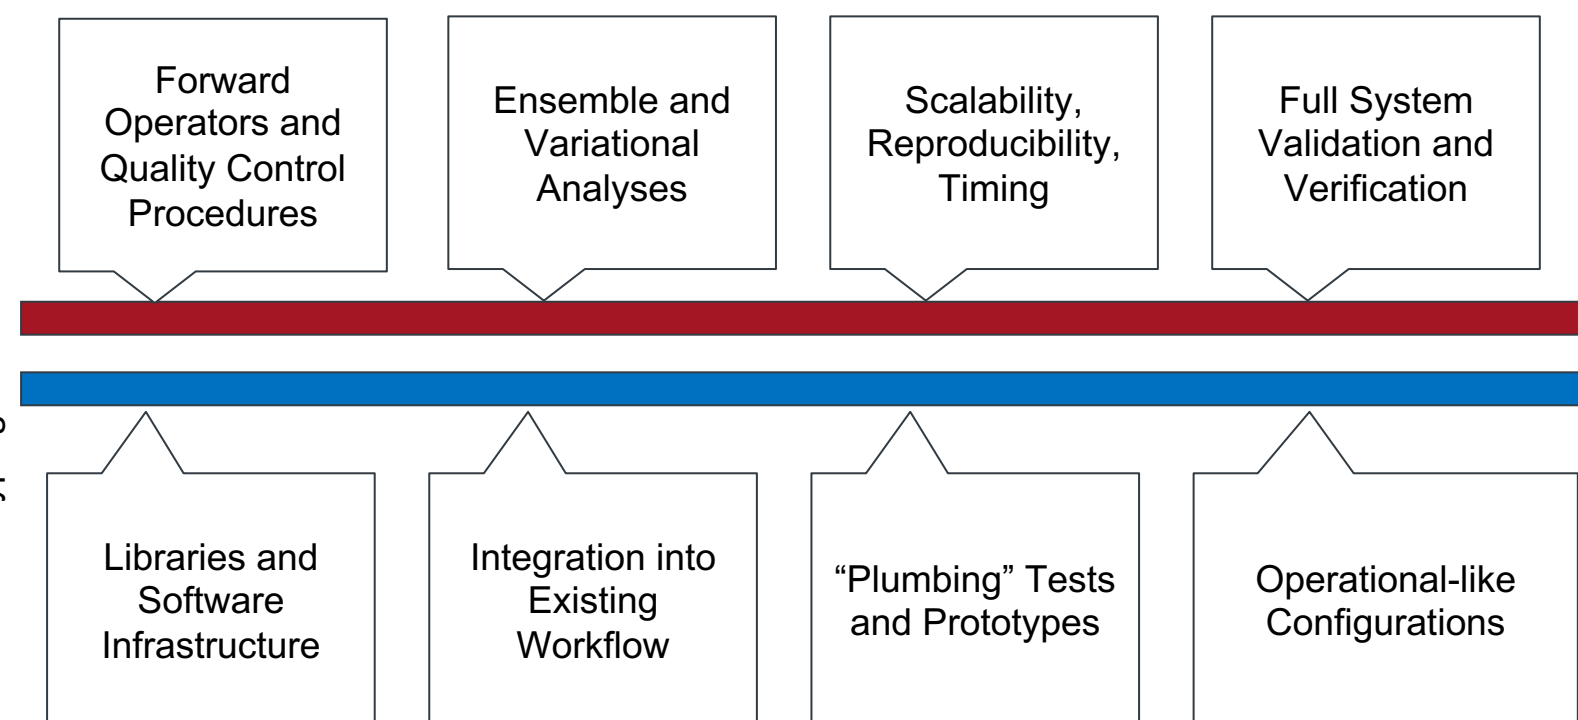 Forward
Operators and
Quality Control
Procedures
Ensemble and
Variational
Analyses
Scalability,
Reproducibility,
Timing
Full System
Validation and
Verification
Libraries and
Software
Infrastructure
Integration into
Existing
Workflow
“Plumbing” Tests
and Prototypes
Operational-like
Configurations